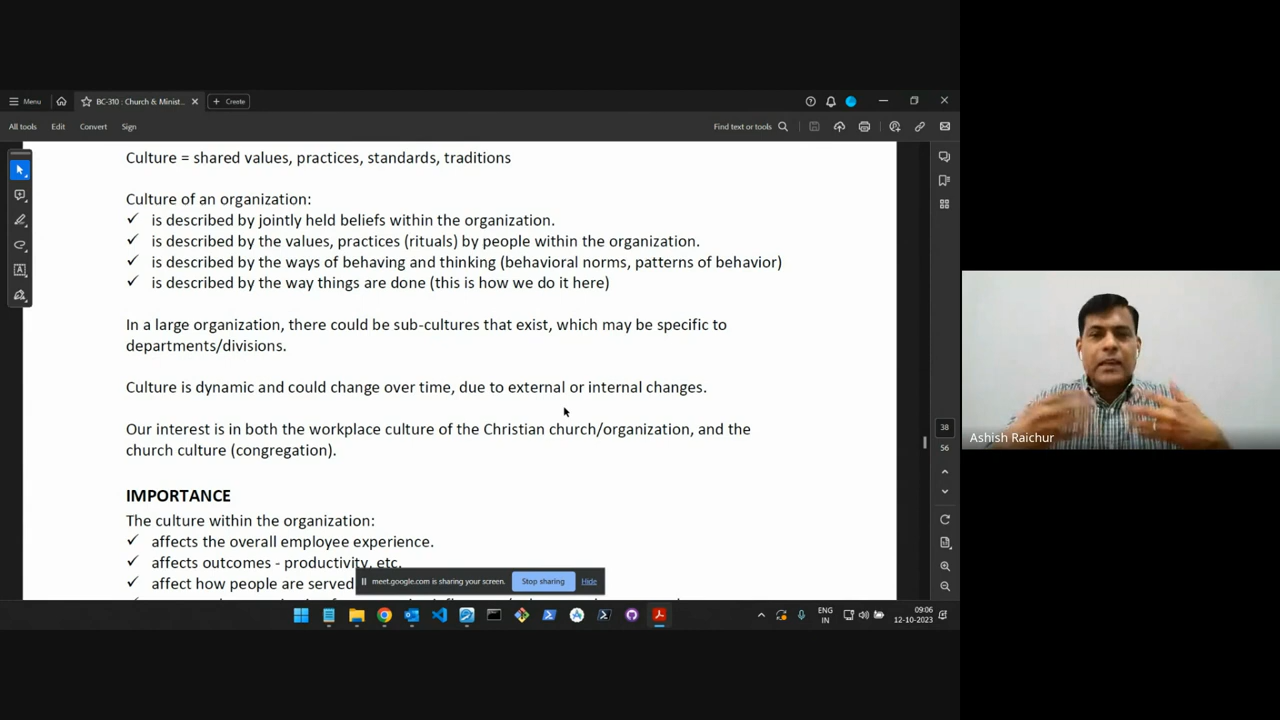 Menu
BC-310 : Church & Minist...
Create
All tools
Edit
Convert
Sign
Find text or tools
Culture = shared values, practices, standards, traditions
Culture of an organization:
✓ is described by jointly held beliefs within the organization.
✓ is described by the values, practices (rituals) by people within the organization.
✓ is described by the ways of behaving and thinking (behavioral norms, patterns of behavior)
✓ is described by the way things are done (this is how we do it here)
In a large organization, there could be sub-cultures that exist, which may be specific to
departments/divisions.
Culture is dynamic and could change over time, due to external or internal changes.
Our interest is in both the workplace culture of the Christian church/organization, and the
church culture (congregation).
IMPORTANCE
The culture within the organization:
✓ affects the overall employee experience.
✓ affects outcomes - productivity, etc.
✓ affect how people are served
38
56
meet.google.com is sharing your screen.
Stop sharing
Hide
ENG
IN
09:06
12-10-2023
Ashish Raichur